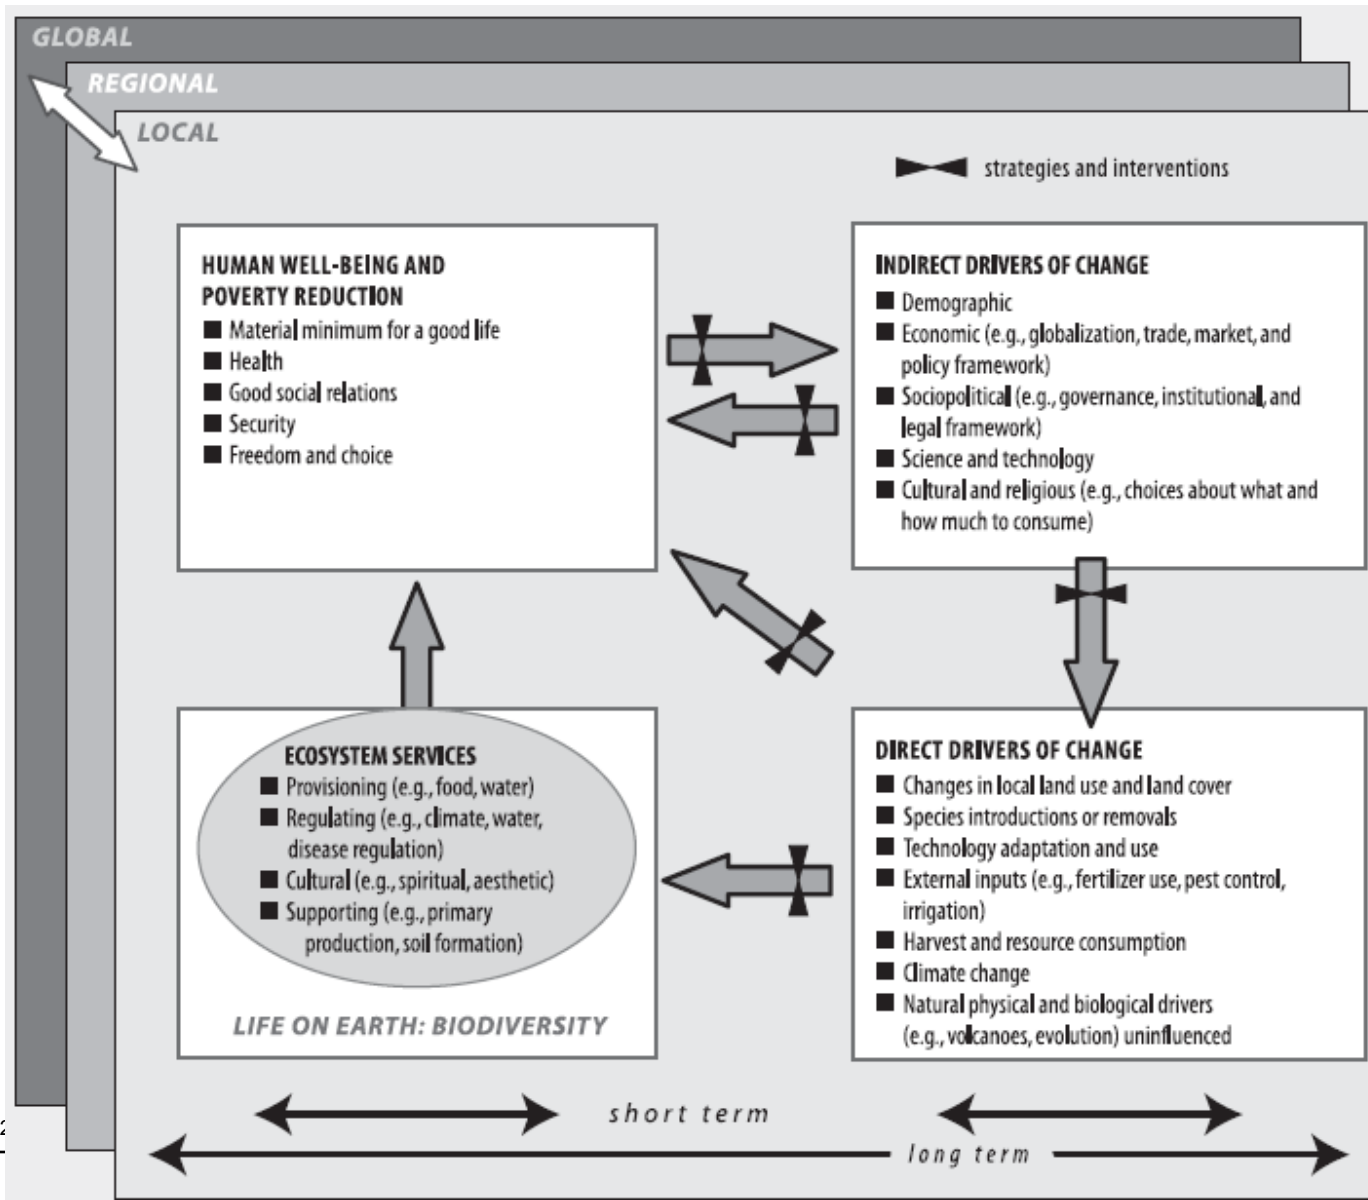 GLOBAL
REGIONAL
LOCAL
strategies and interventions
HUMAN WELL-BEING AND
POVERTY REDUCTION
■ Material minimum for a good life
■ Health
■ Good social relations
■ Security
■ Freedom and choice
INDIRECT DRIVERS OF CHANGE
■ Demographic
■ Economic (e.g., globalization, trade, market, and
policy framework)
■ Sociopolitical (e.g., governance, institutional, and
legal framework)
■ Science and technology
■ Cultural and religious (e.g., choices about what and
how much to consume)
ECOSYSTEM SERVICES
■ Provisioning (e.g., food, water)
■ Regulating (e.g., climate, water,
disease regulation)
■ Cultural (e.g., spiritual, aesthetic)
■ Supporting (e.g., primary
production, soil formation)
LIFE ON EARTH: BIODIVERSITY
DIRECT DRIVERS OF CHANGE
■ Changes in local land use and land cover
■ Species introductions or removals
■ Technology adaptation and use
■ External inputs (e.g., fertilizer use, pest control,
irrigation)
■ Harvest and resource consumption
■ Climate change
■ Natural physical and biological drivers
(e.g., volcanoes, evolution) uninfluenced
short term
2
long term